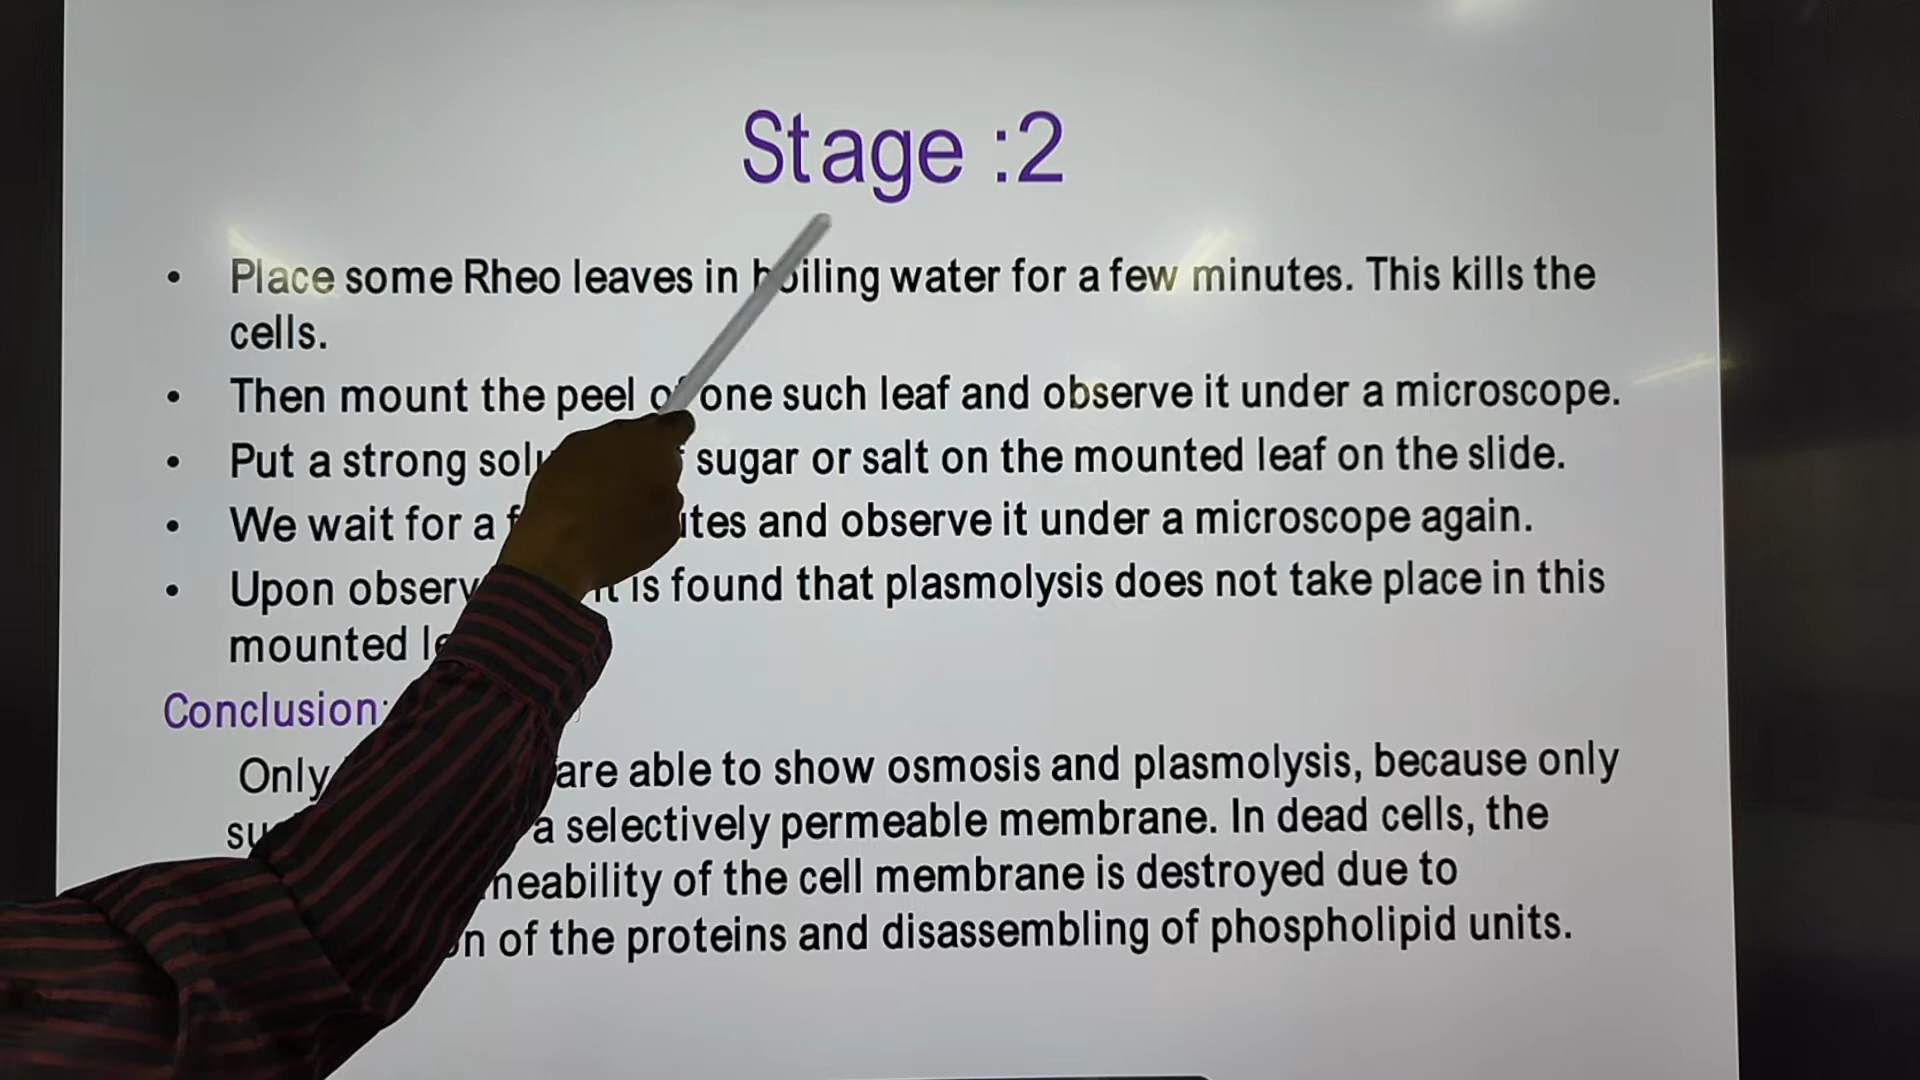 Stage :2
• Place some Rheo leaves in boiling water for a few minutes. This kills the
cells.
• Then mount the peel of one such leaf and observe it under a microscope.
• Put a strong sugar or salt on the mounted leaf on the slide.
• We wait for a and observe it under a microscope again.
• Upon it is found that plasmolysis does not take place in this
mounted
Conclusion:
Only are able to show osmosis and plasmolysis, because only
a selectively permeable membrane. In dead cells, the
of the cell membrane is destroyed due to
of the proteins and disassembling of phospholipid units.